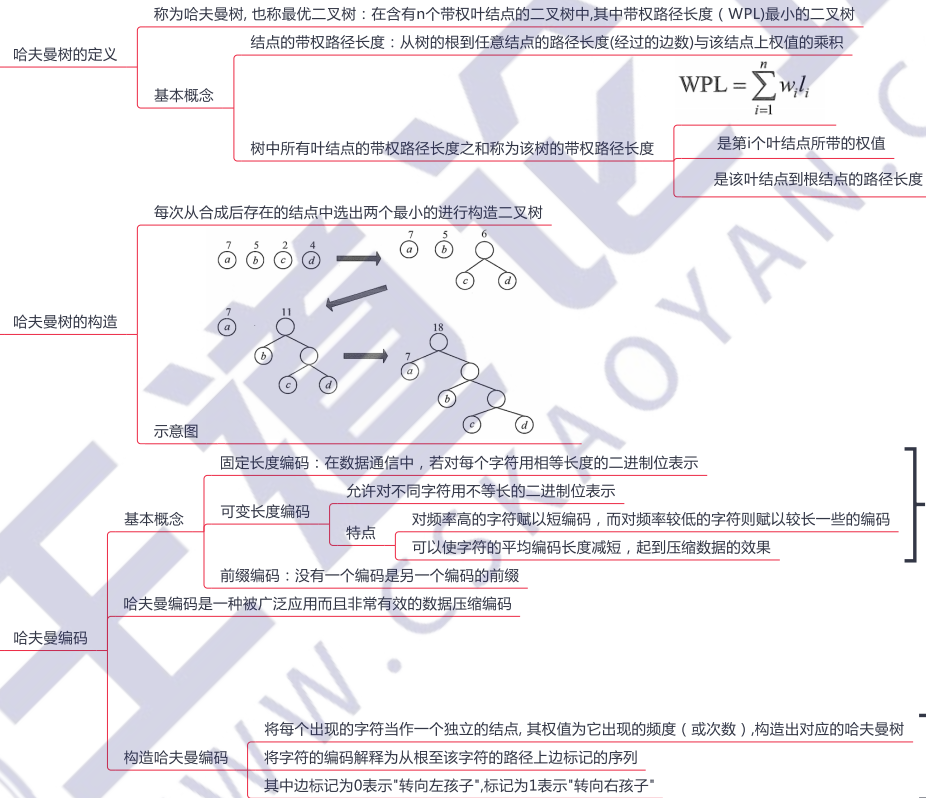 称为哈夫曼树, 也称最优二叉树：在含有n个带权叶结点的二叉树中,其中带权路径长度（WPL)最小的二叉树
哈夫曼树的定义
结点的带权路径长度：从树的根到任意结点的路径长度(经过的边数)与该结点上权值的乘积
基本概念
WPL = ∑ w_i l_i
n
i=1
树中所有叶结点的带权路径长度之和称为该树的带权路径长度
是第i个叶结点所带的权值
是该叶结点到根结点的路径长度
每次从合成后存在的结点中选出两个最小的进行构造二叉树
哈夫曼树的构造
7 5 2 4
a b c d
7 5 6
a b
c d
7 11
a
b
c d
18
7
a
b
c d
示意图
固定长度编码：在数据通信中，若对每个字符用相等长度的二进制位表示
基本概念
可变长度编码
允许对不同字符用不等长的二进制位表示
特点
对频率高的字符赋以短编码，而对频率较低的字符则赋以较长一些的编码
可以使字符的平均编码长度减短，起到压缩数据的效果
前缀编码：没有一个编码是另一个编码的前缀
哈夫曼编码是一种被广泛应用而且非常有效的数据压缩编码
哈夫曼编码
将每个出现的字符当作一个独立的结点, 其权值为它出现的频度（或次数）,构造出对应的哈夫曼树
构造哈夫曼编码
将字符的编码解释为从根至该字符的路径上边标记的序列
其中边标记为0表示"转向左孩子",标记为1表示"转向右孩子"
王道论
WWW.CSKAOYAN.C